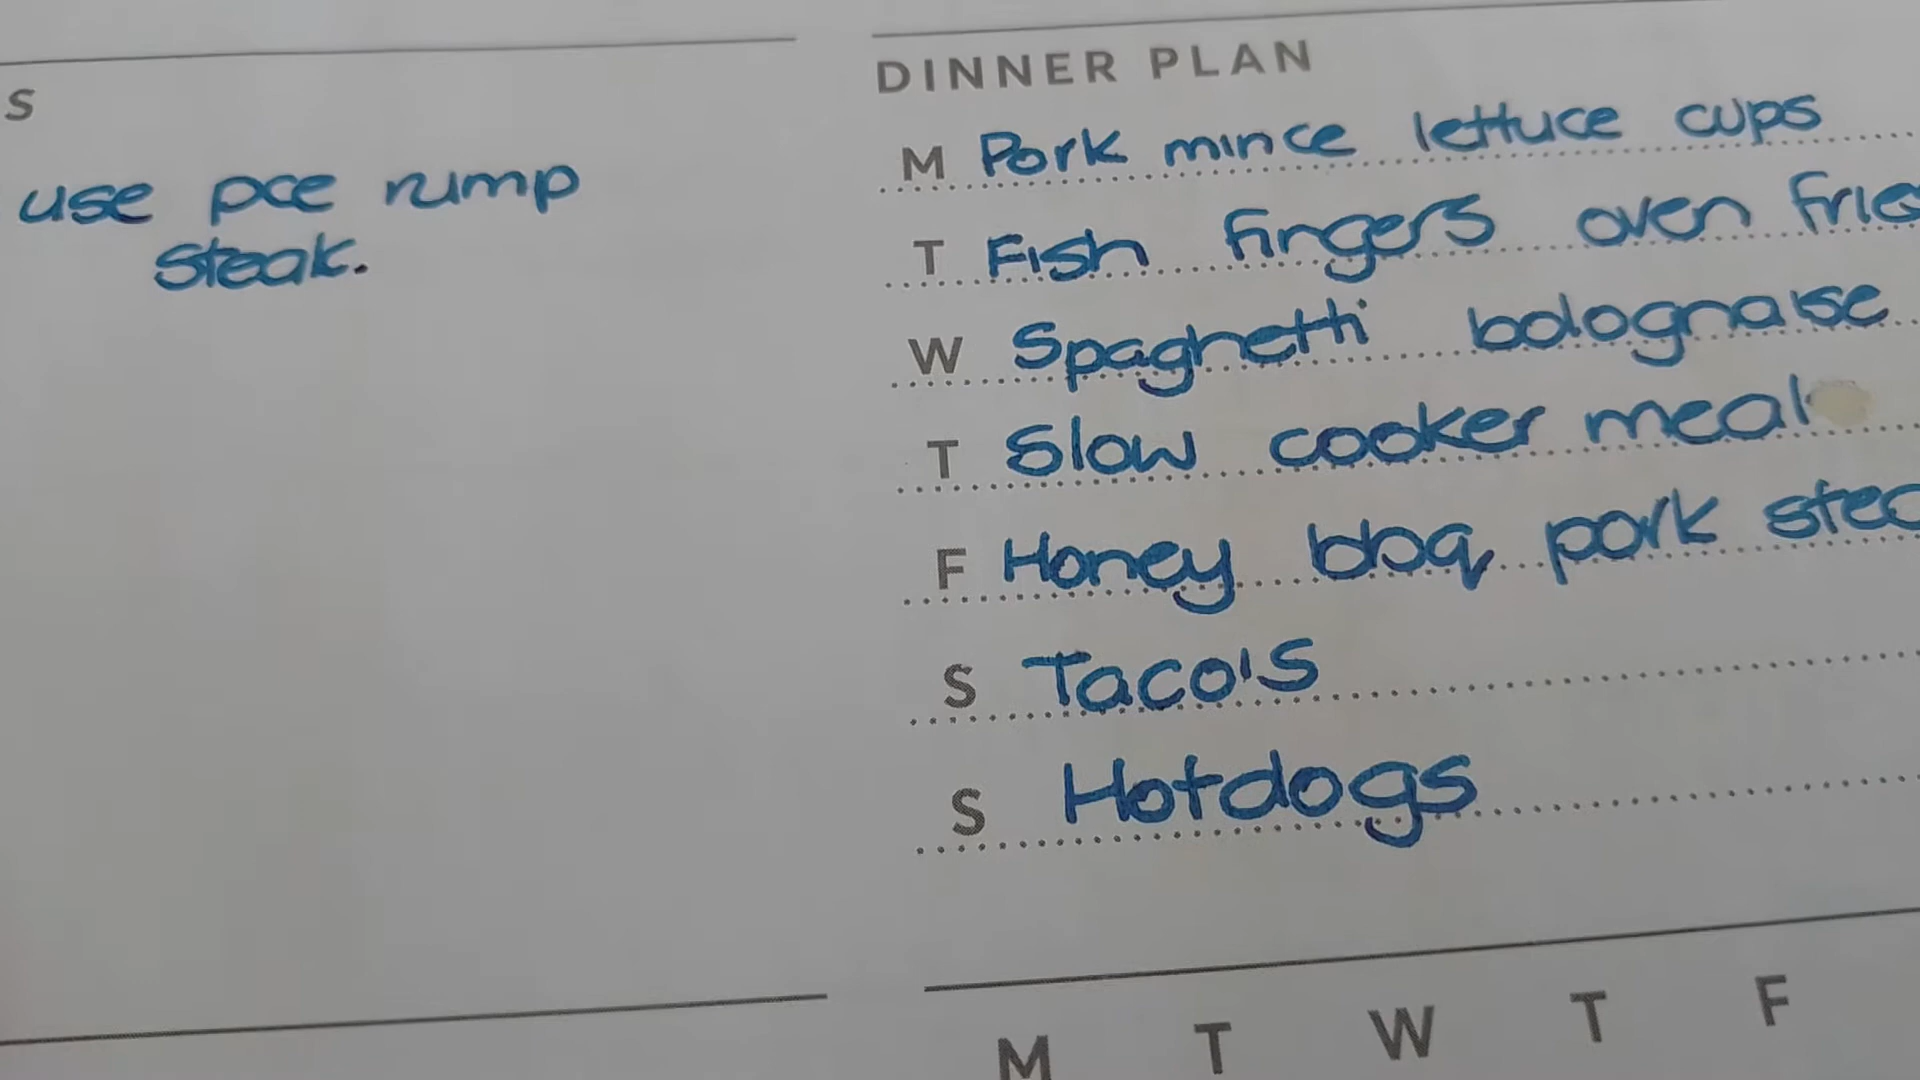 S
use pce rump
steak.
DINNER PLAN
M Pork mince lettuce cups
T Fish fingers oven fries
W Spaghetti bolognaise
T Slow cooker meal
F Honey bbq pork
S Taco's
S Hotdogs
M T W T F